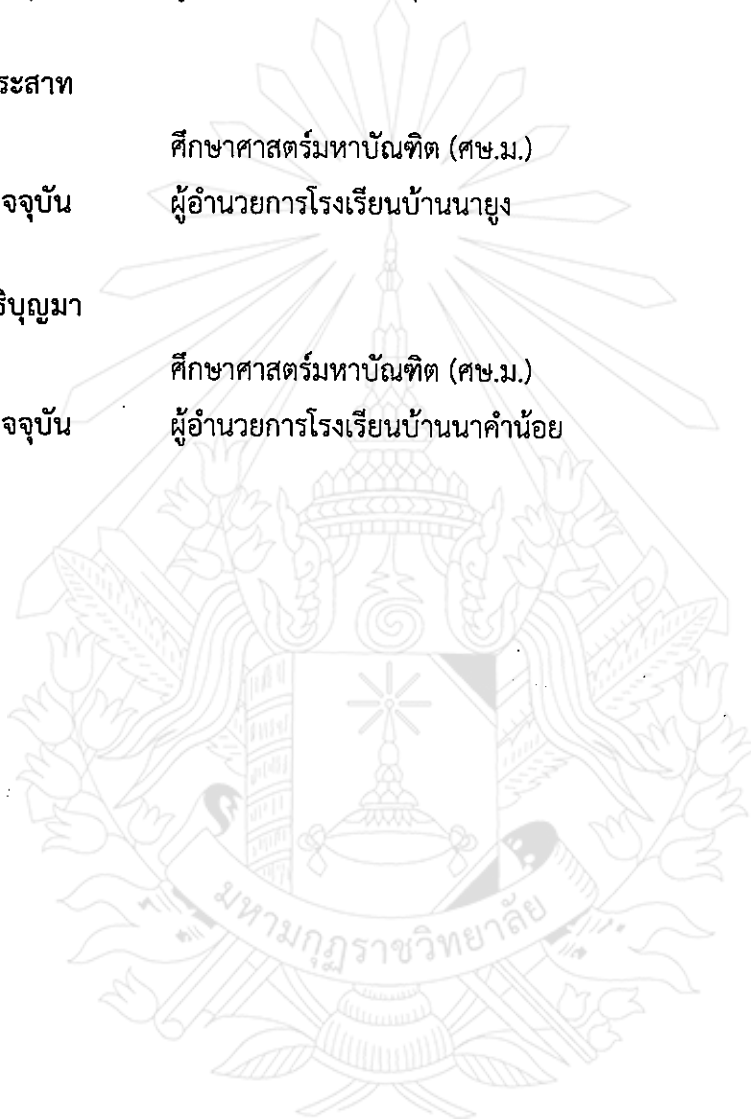 ระสาท
ศึกษาศาสตร์มหาบัณฑิต (ศษ.ม.)
จจุบัน ผู้อำนวยการโรงเรียนบ้านนายูง
ธิบุญมา
ศึกษาศาสตร์มหาบัณฑิต (ศษ.ม.)
จจุบัน ผู้อำนวยการโรงเรียนบ้านนาคำน้อย
มหามกุฏราชวิทยาลัย